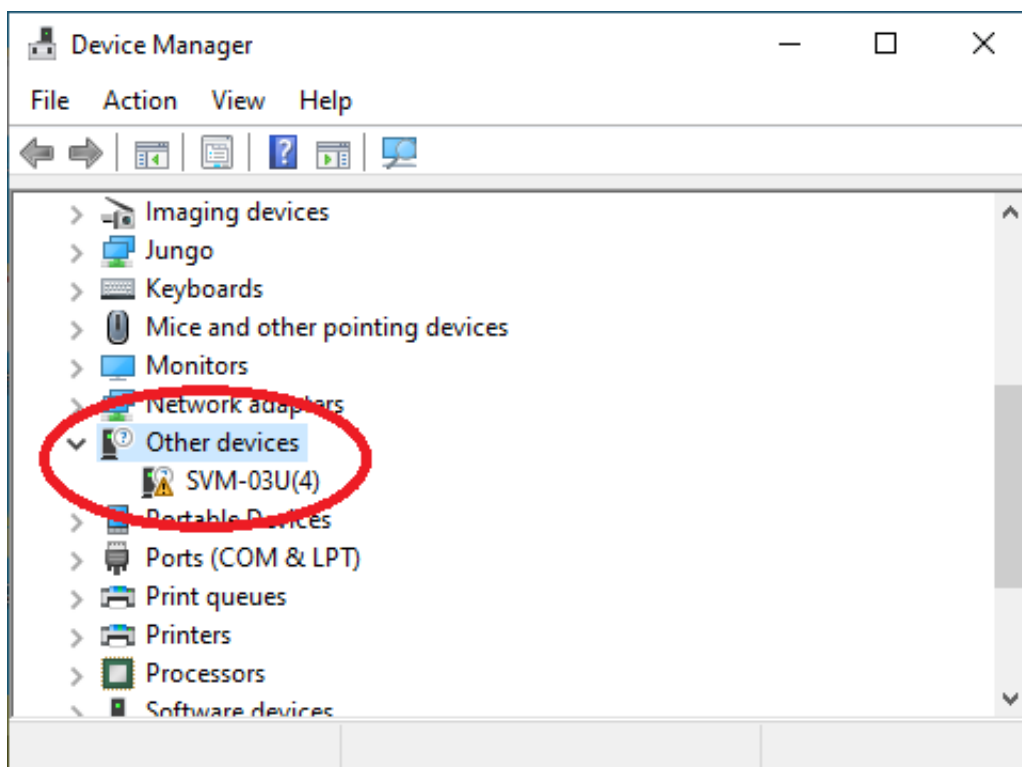 Device Manager
File Action View Help
Imaging devices
Jungo
Keyboards
Mice and other pointing devices
Monitors
Network adapters
Other devices
SVM-03U(4)
Portable Devices
Ports (COM & LPT)
Print queues
Printers
Processors
Software devices